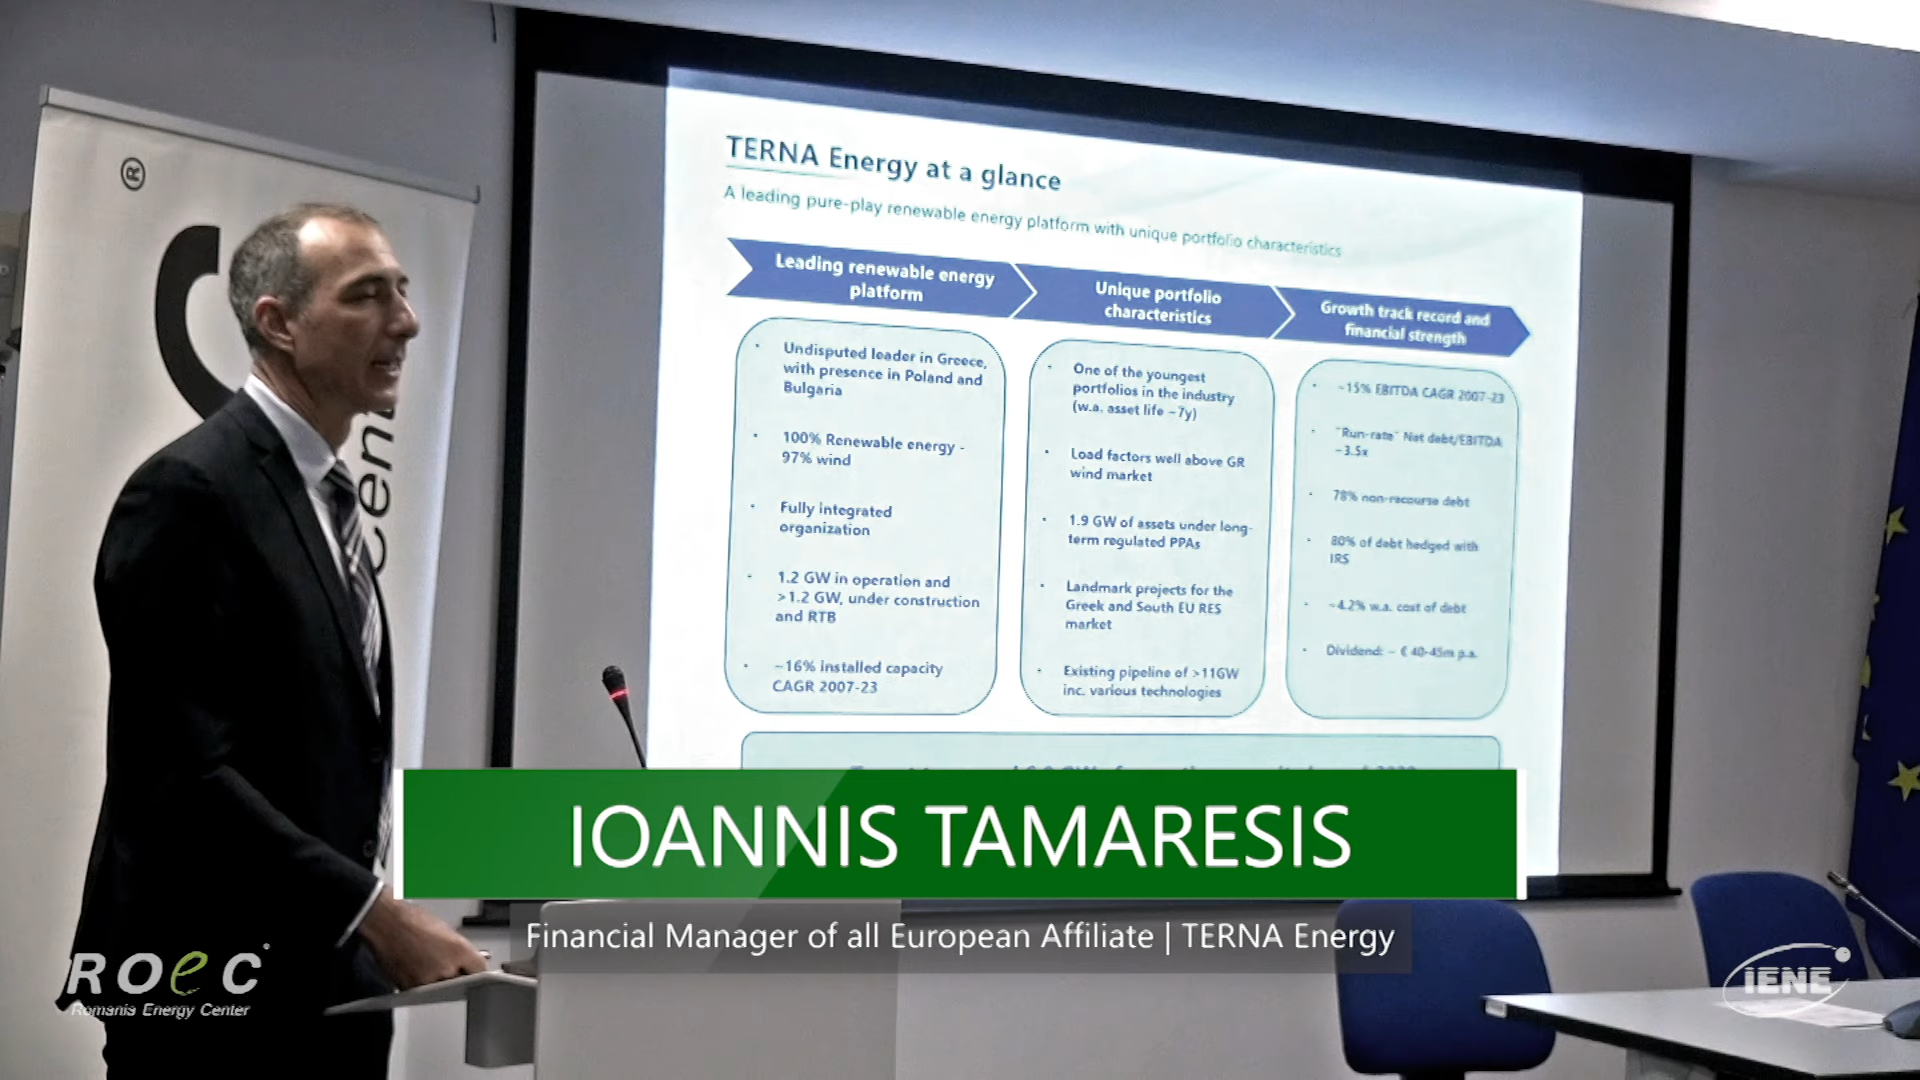 ®
cen
TERNA Energy at a glance
A leading pure-play renewable energy platform with unique portfolio characteristics
Leading renewable energy
platform
Undisputed leader in Greece,
with presence in Poland and
Bulgaria
100% Renewable energy -
97% wind
Fully integrated
organization
1.2 GW in operation and
>1.2 GW, under construction
and RTB
~16% installed capacity
CAGR 2007-23
Unique portfolio
characteristics
One of the youngest
portfolios in the industry
(w.a. asset life ~7y)
Load factors well above GR
wind market
1.9 GW of assets under long-
term regulated PPAs
Landmark projects for the
Greek and South EU RES
market
Existing pipeline of >11GW
inc. various technologies
Growth track record and
financial strength
~15% EBITDA CAGR 2007-23
"Run-rate" Net debt/EBITDA
~3.5x
78% non-recourse debt
80% of debt hedged with
IRS
~4.2% w.a. cost of debt
Dividend: ~ € 40-45m p.a.
IOANNIS TAMARESIS
Financial Manager of all European Affiliate | TERNA Energy
ROeC
Romania Energy Center
iENE